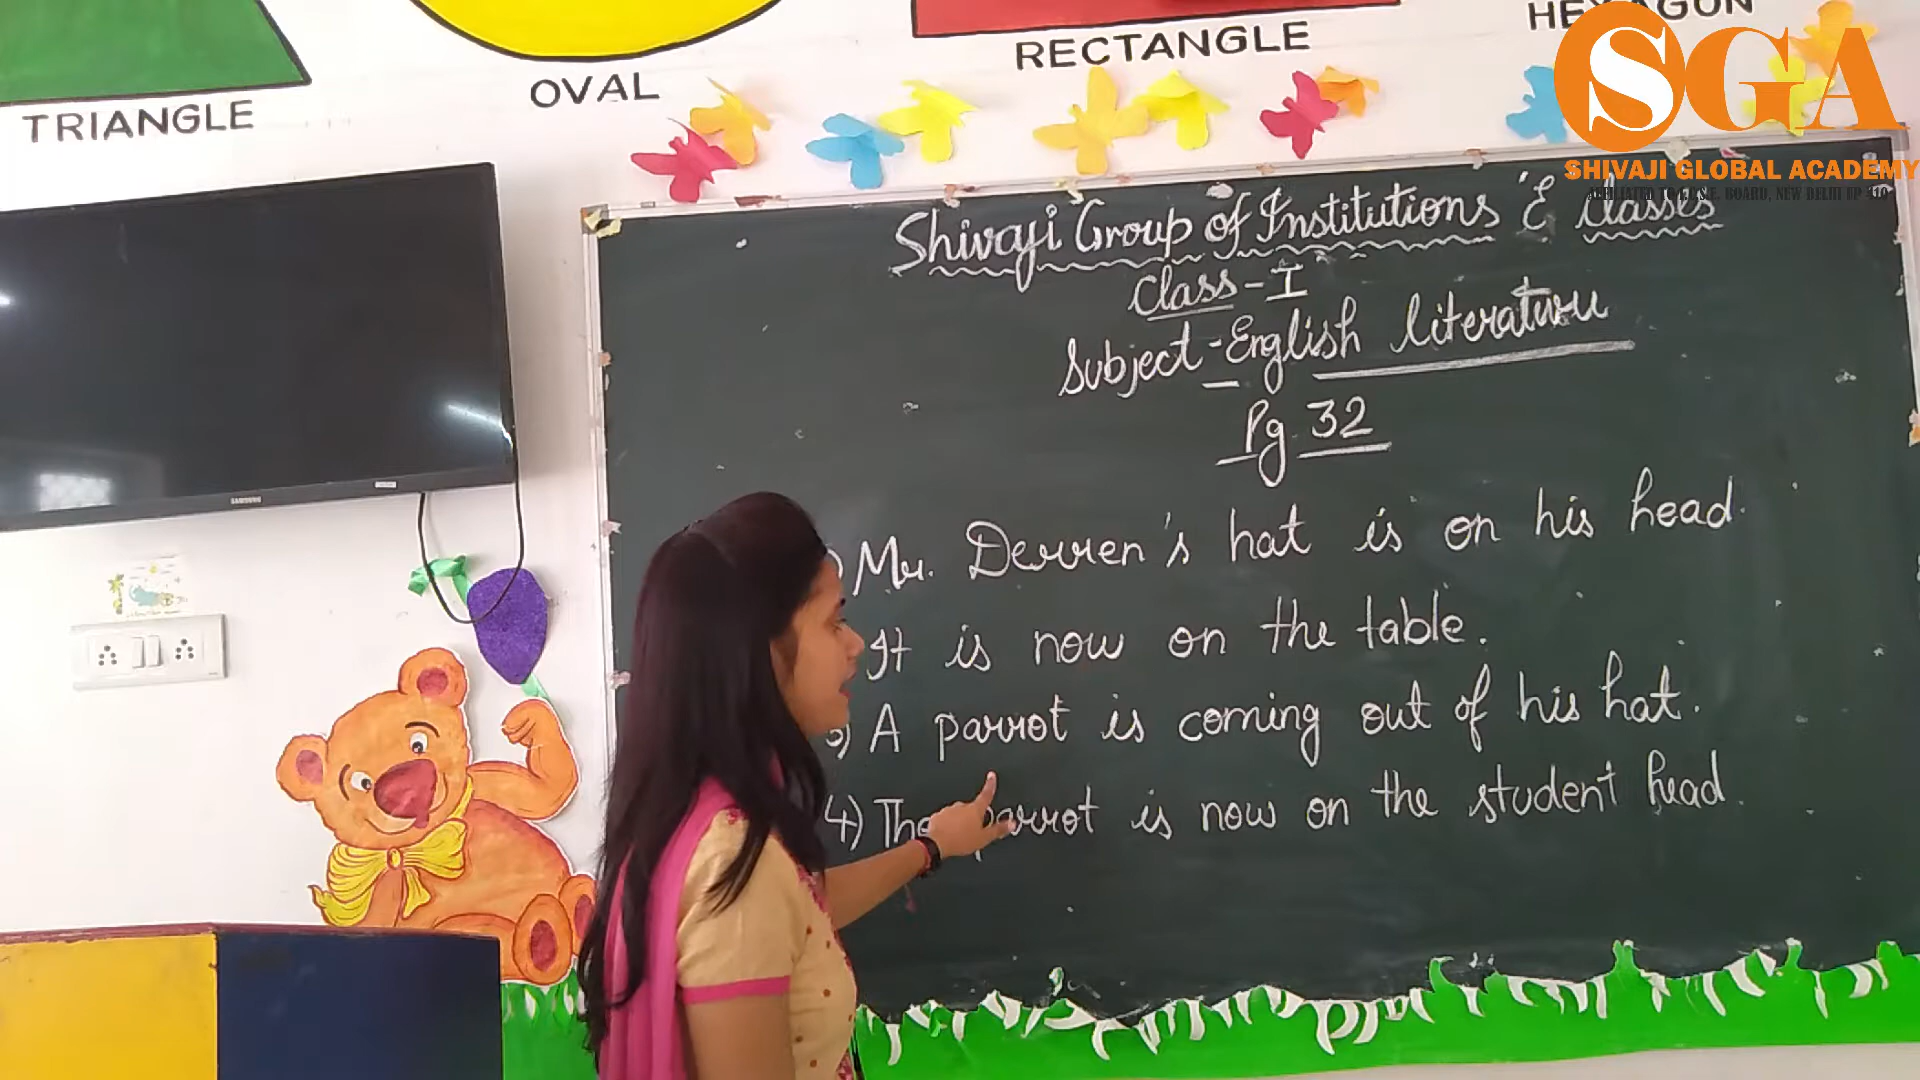 TRIANGLE
OVAL
RECTANGLE
SGA
SHIVAJI GLOBAL ACADEMY
SAMSUNG
Shivaji Group of Institutions & Classes
Class-I
Subject-English literature
Pg 32
Mr. Derren's hat is on his head.
It is now on the table.
A parrot is coming out of his hat.
4) The parrot is now on the student head.